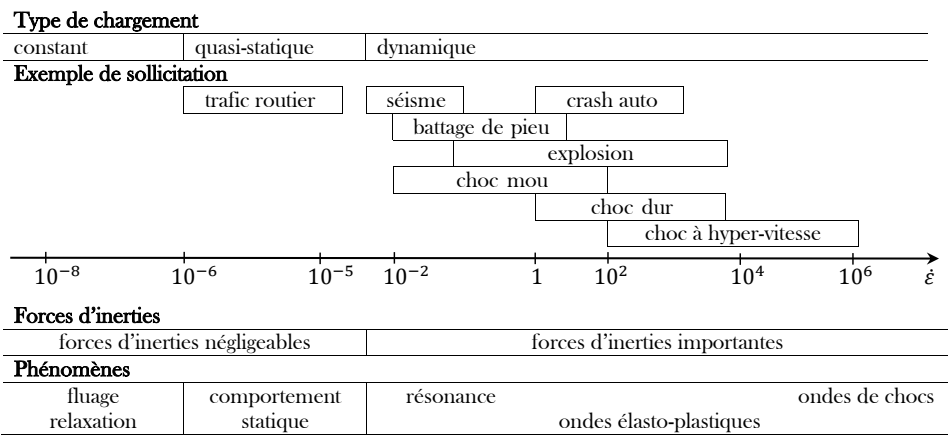 Type de chargement
constant quasi-statique dynamique
Exemple de sollicitation
trafic routier séisme crash auto
battage de pieu
explosion
choc mou
choc dur
choc à hyper-vitesse
10⁻⁸ 10⁻⁶ 10⁻⁵ 10⁻² 1 10² 10⁴ 10⁶ ε̇
Forces d’inerties
forces d’inerties négligeables forces d’inerties importantes
Phénomènes
fluage comportement résonance ondes de chocs
relaxation statique ondes élasto-plastiques